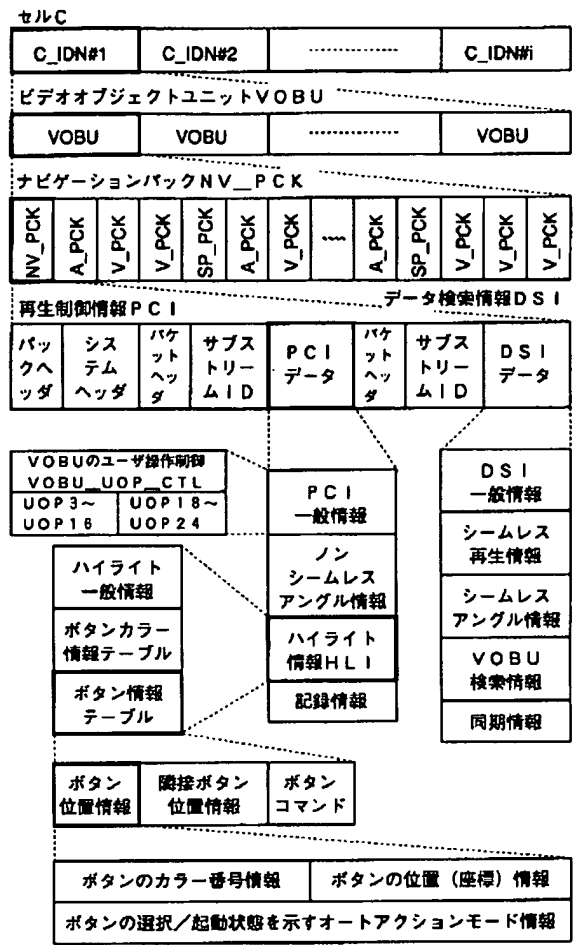 セルC
C_IDN#1
C_IDN#2
C_IDN#i
ビデオオブジェクトユニットVOBU
VOBU
VOBU
VOBU
ナビゲーションパックNV_PCK
NV_PCK
A_PCK
V_PCK
V_PCK
SP_PCK
A_PCK
V_PCK
A_PCK
SP_PCK
V_PCK
V_PCK
V_PCK
再生制御情報PCI
データ検索情報DSI
パッ
クヘ
ッダ
シス
テム
ヘッダ
パケ
ット
ヘッ
ダ
サブス
トリー
ムID
PCI
データ
パケ
ット
ヘッ
ダ
サブス
トリー
ムID
DSI
データ
VOBUのユーザ操作制御
VOBU_UOP_CTL
UOP3~
UOP16
UOP18~
UOP24
PCI
一般情報
ノン
シームレス
アングル情報
ハイライト
情報HLI
記録情報
DSI
一般情報
シームレス
再生情報
シームレス
アングル情報
VOBU
検索情報
同期情報
ハイライト
一般情報
ボタンカラー
情報テーブル
ボタン情報
テーブル
ボタン
位置情報
隣接ボタン
位置情報
ボタン
コマンド
ボタンのカラー番号情報
ボタンの位置(座標)情報
ボタンの選択/起動状態を示すオートアクションモード情報